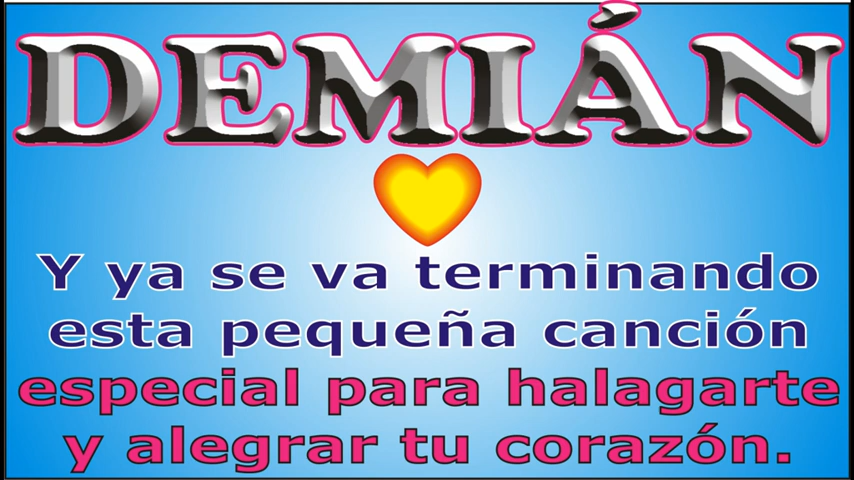 DEMIÁN
Y ya se va terminando
esta pequeña canción
especial para halagarte
y alegrar tu corazón.